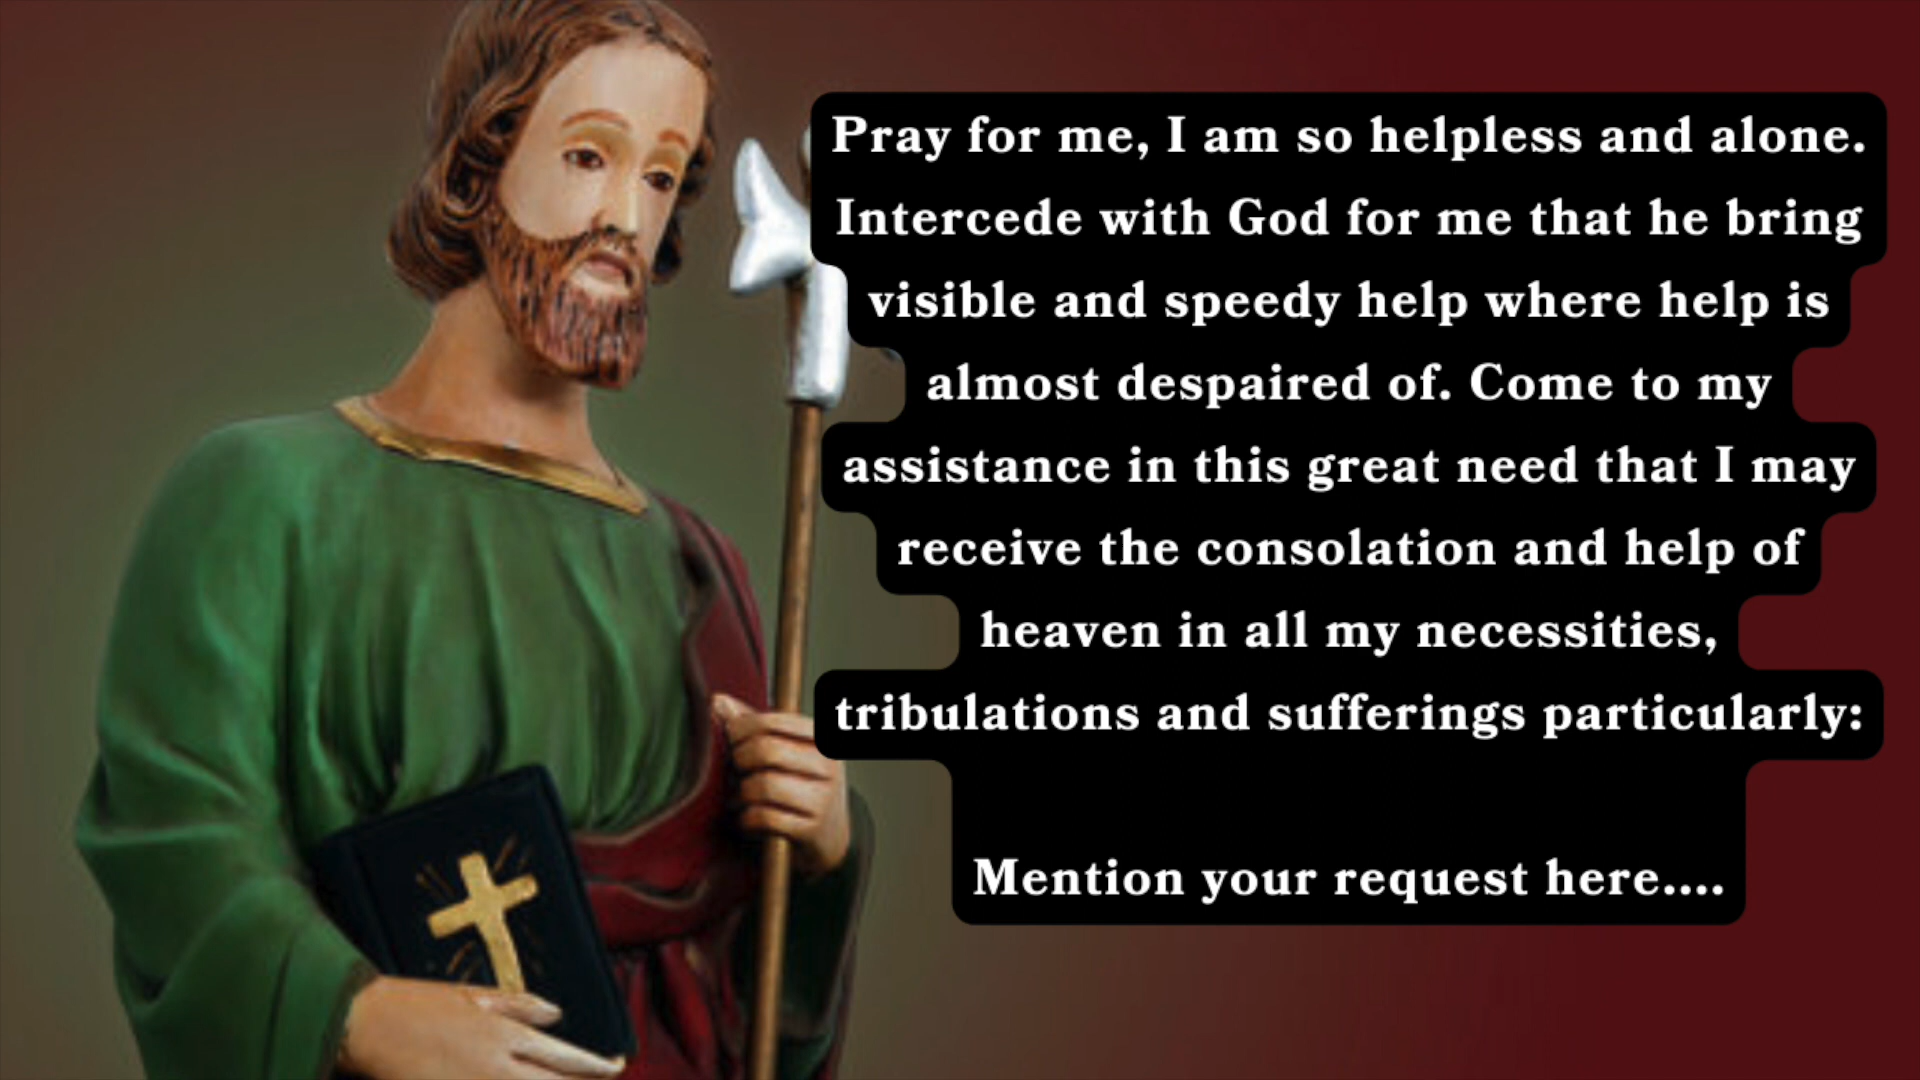 Pray for me, I am so helpless and alone.
Intercede with God for me that he bring
visible and speedy help where help is
almost despaired of. Come to my
assistance in this great need that I may
receive the consolation and help of
heaven in all my necessities,
tribulations and sufferings particularly:
Mention your request here....